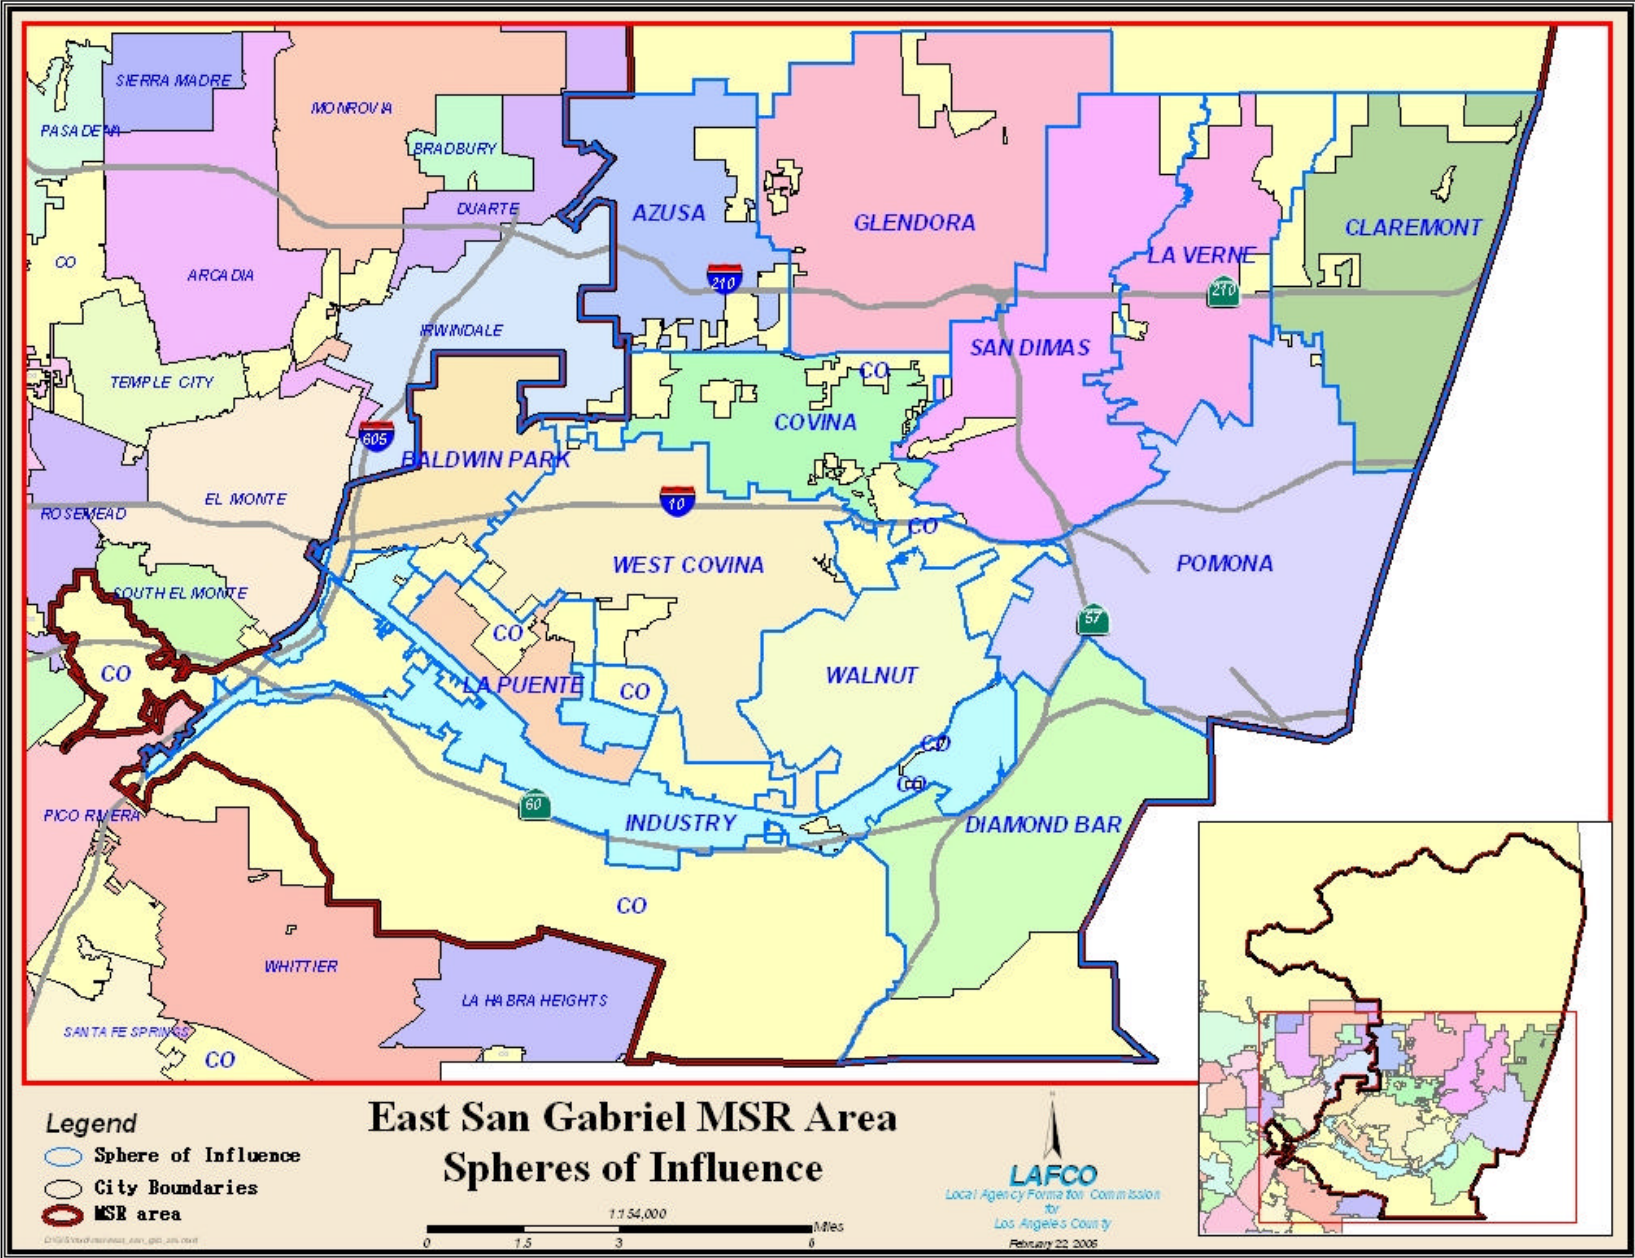 SIERRA MADRE
MONROVIA
PASADENA
BRADBURY
DUARTE
AZUSA
GLENDORA
CLAREMONT
LA VERNE
CO
ARCADIA
210
210
IRWINDALE
SAN DIMAS
CO
TEMPLE CITY
COVINA
605
BALDWIN PARK
EL MONTE
10
ROSEMEAD
CO
WEST COVINA
POMONA
SOUTH EL MONTE
57
CO
CO
WALNUT
LA PUENTE
CO
CO
CO
60
PICO RIVERA
INDUSTRY
DIAMOND BAR
CO
WHITTIER
LA HABRA HEIGHTS
SANTA FE SPRINGS
CO
Legend
Sphere of Influence
City Boundaries
MSR area
East San Gabriel MSR Area
Spheres of Influence
1:154,000
Miles
0 1.5 3 6
N
LAFCO
Local Agency Formation Commission
for
Los Angeles County